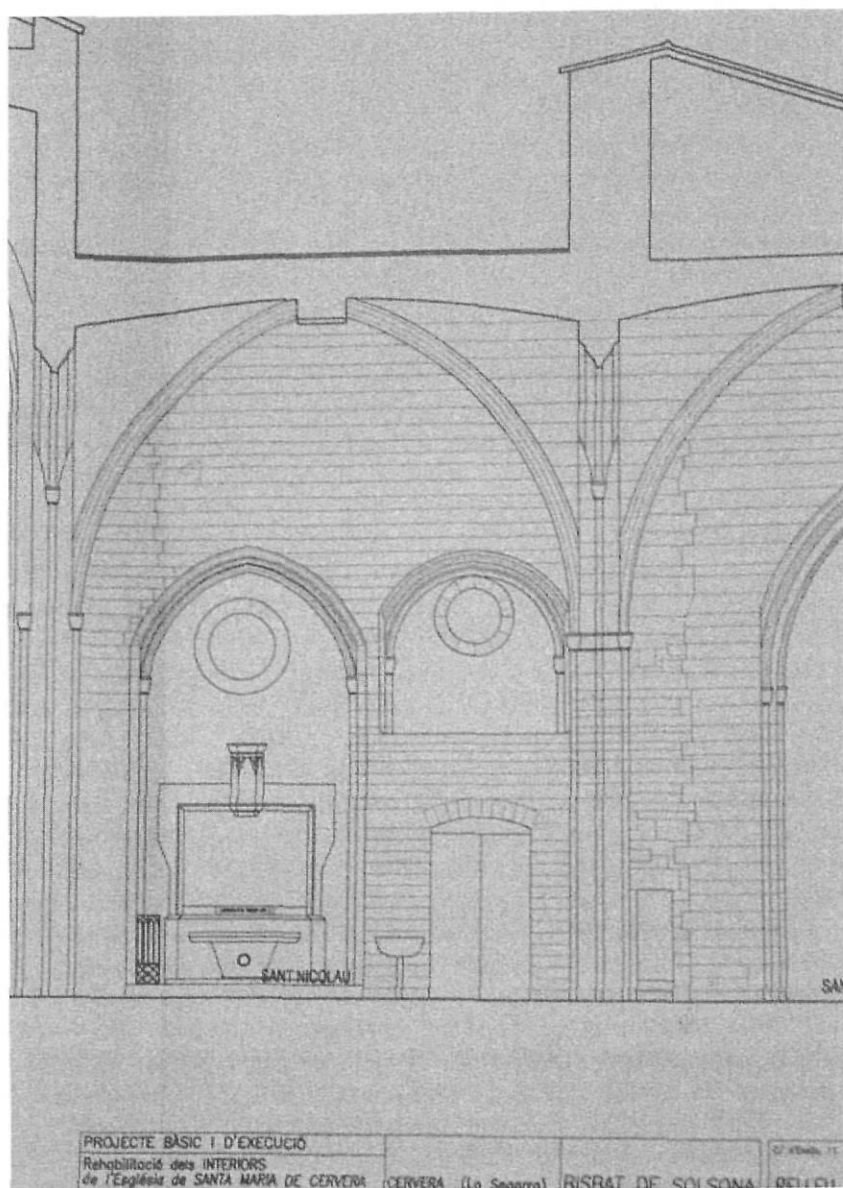 SANT NICOLAU
SAN
PROJECTE BÀSIC I D'EXECUCIÓ
Rehabilitació dels INTERIORS
de l'Església de SANTA MARIA DE CERVERA
CERVERA (La Segarra)
BISBAT DE SOLSONA
C/